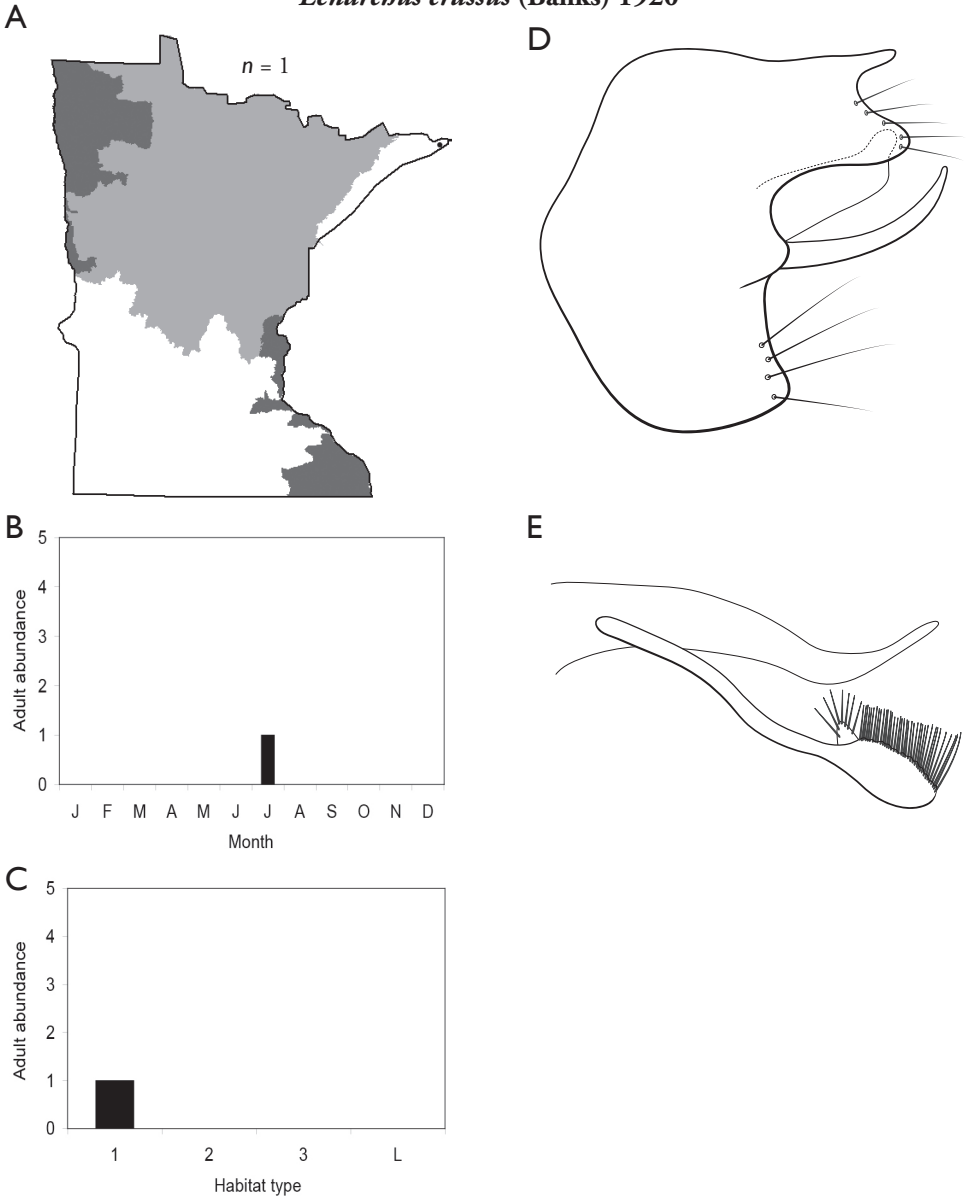 Lenarchus crassus (Banks) 1920
A
n = 1
D
B
5
4
3
2
1
0
Adult abundance
J F M A M J J A S O N D
Month
E
C
5
4
3
2
1
0
Adult abundance
1 2 3 L
Habitat type